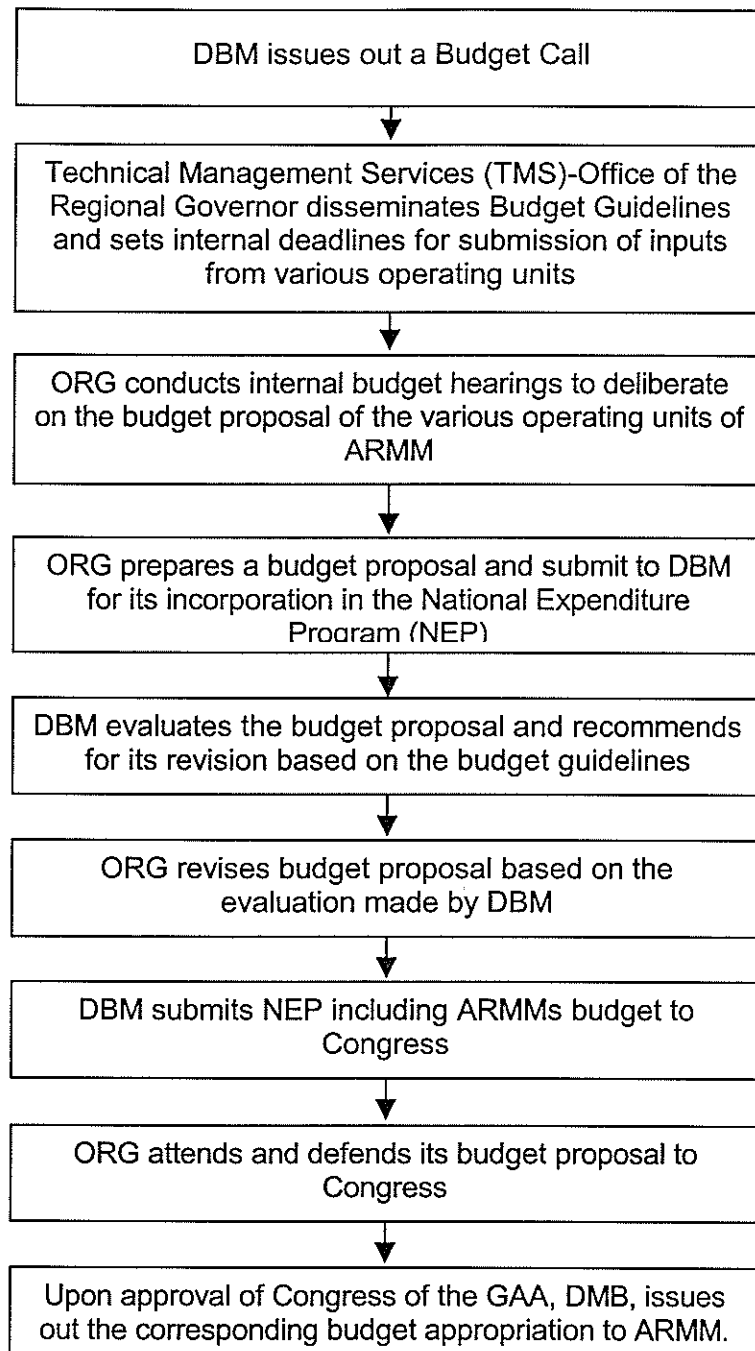 DBM issues out a Budget Call
Technical Management Services (TMS)-Office of the
Regional Governor disseminates Budget Guidelines
and sets internal deadlines for submission of inputs
from various operating units
ORG conducts internal budget hearings to deliberate
on the budget proposal of the various operating units of
ARMM
ORG prepares a budget proposal and submit to DBM
for its incorporation in the National Expenditure
Program (NEP)
DBM evaluates the budget proposal and recommends
for its revision based on the budget guidelines
ORG revises budget proposal based on the
evaluation made by DBM
DBM submits NEP including ARMMs budget to
Congress
ORG attends and defends its budget proposal to
Congress
Upon approval of Congress of the GAA, DMB, issues
out the corresponding budget appropriation to ARMM.